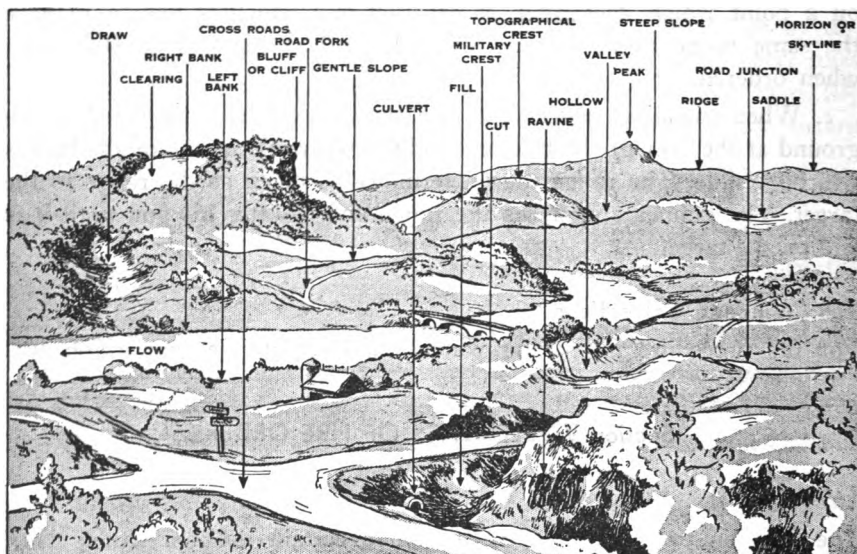 DRAW
CROSS ROADS
RIGHT BANK
CLEARING
LEFT
BANK
ROAD FORK
BLUFF
OR CLIFF
GENTLE SLOPE
CULVERT
TOPOGRAPHICAL
CREST
MILITARY
CREST
FILL
CUT
RAVINE
HOLLOW
STEEP SLOPE
VALLEY
PEAK
ROAD JUNCTION
RIDGE
SADDLE
HORIZON OR
SKYLINE
FLOW